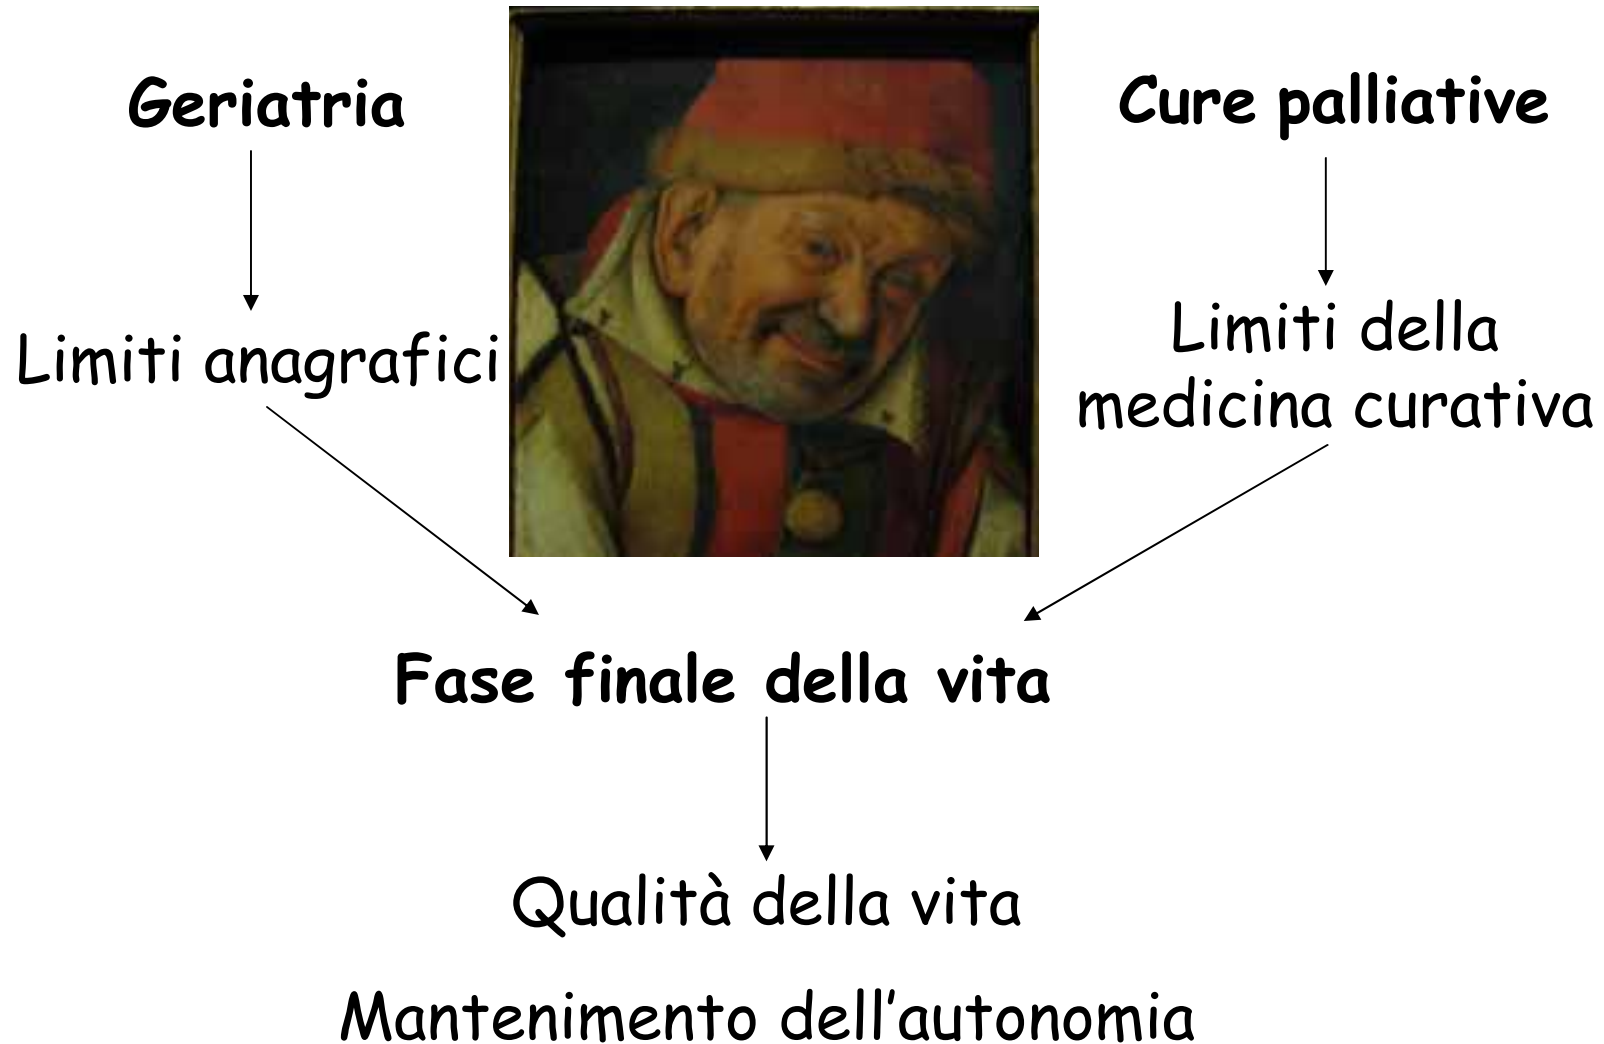 Geriatria
Cure palliative
Limiti anagrafici
Limiti della
medicina curativa
Fase finale della vita
Qualità della vita
Mantenimento dell’autonomia